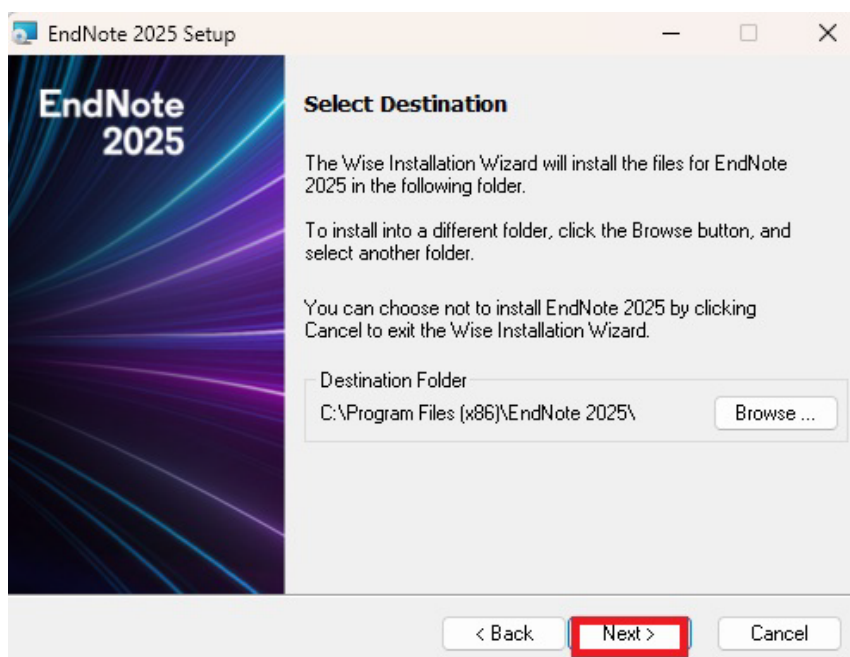 EndNote 2025 Setup
EndNote
2025
Select Destination
The Wise Installation Wizard will install the files for EndNote
2025 in the following folder.
To install into a different folder, click the Browse button, and
select another folder.
You can choose not to install EndNote 2025 by clicking
Cancel to exit the Wise Installation Wizard.
Destination Folder
C:\Program Files (x86)\EndNote 2025\
Browse ...
< Back
Next >
Cancel